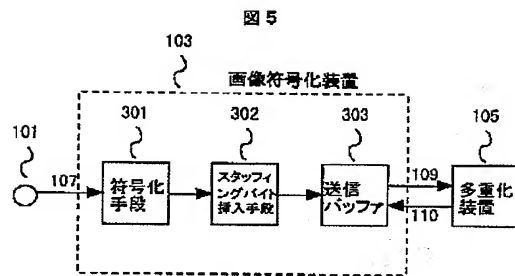 図5
103
画像符号化装置
101
301
302
303
105
107
符号化
手段
スタッフィ
ングバイト
挿入手段
送信
バッファ
109
110
多重化
装置